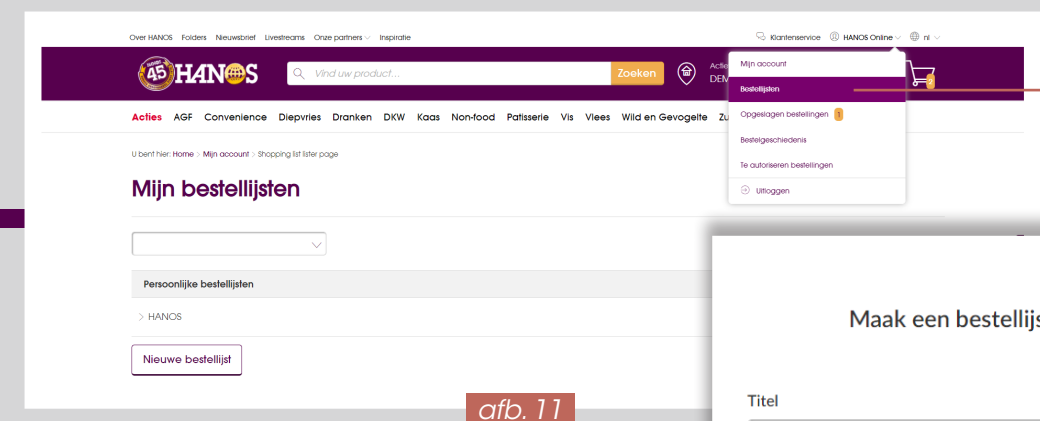 Over HANOS Folders Nieuwsbrief Livestreams Onze partners Inspiratie
Klantenservice HANOS Online nl
45 HANOS
Vind uw product...
Zoeken
2
Mijn account
Bestellijsten
Opgeslagen bestellingen 1
Bestelgeschiedenis
Te autoriseren bestellingen
Uitloggen
Acties AGF Convenience Diepvries Dranken DKW Kaas Non-food Patisserie Vis Vlees Wild en Gevogelte
U bent hier: Home > Mijn account > Shopping list lister page
Mijn bestellijsten
Persoonlijke bestellijsten
> HANOS
Nieuwe bestellijst
afb. 11
Maak een bestellijs
Titel